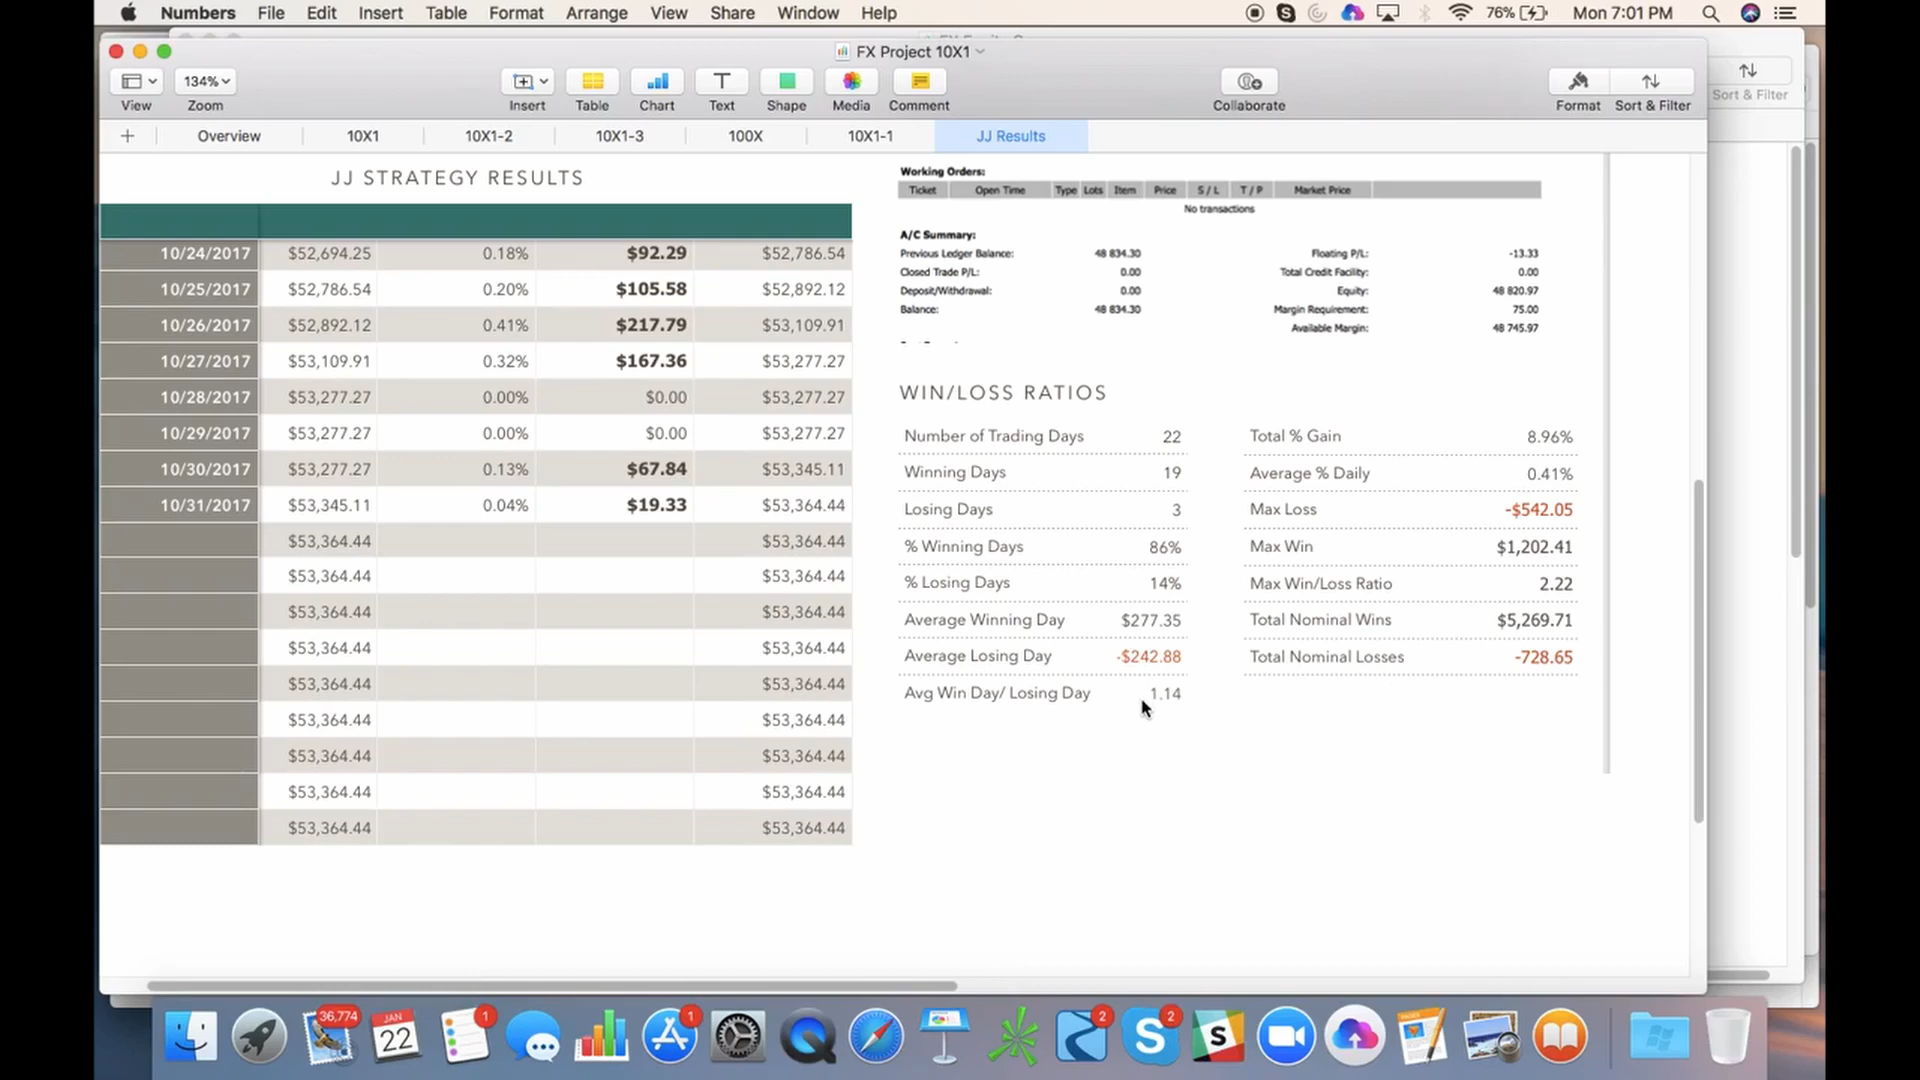 Numbers File Edit Insert Table Format Arrange View Share Window Help
76% Mon 7:01 PM
FX Project 10X1
134%
View Zoom Insert Table Chart Text Shape Media Comment Collaborate Format Sort & Filter
Sort & Filter
Overview 10X1 10X1-2 10X1-3 100X 10X1-1 JJ Results
JJ STRATEGY RESULTS
10/24/2017 $52,694.25 0.18% $92.29 $52,786.54
10/25/2017 $52,786.54 0.20% $105.58 $52,892.12
10/26/2017 $52,892.12 0.41% $217.79 $53,109.91
10/27/2017 $53,109.91 0.32% $167.36 $53,277.27
10/28/2017 $53,277.27 0.00% $0.00 $53,277.27
10/29/2017 $53,277.27 0.00% $0.00 $53,277.27
10/30/2017 $53,277.27 0.13% $67.84 $53,345.11
10/31/2017 $53,345.11 0.04% $19.33 $53,364.44
$53,364.44 $53,364.44
$53,364.44 $53,364.44
$53,364.44 $53,364.44
$53,364.44 $53,364.44
$53,364.44 $53,364.44
$53,364.44 $53,364.44
$53,364.44 $53,364.44
$53,364.44 $53,364.44
$53,364.44 $53,364.44
Working Orders:
Ticket Open Time Type Lots Item Price S / L T / P Market Price
No transactions
A/C Summary:
Previous Ledger Balance: 48 834.30 Floating P/L: -13.33
Closed Trade P/L: 0.00 Total Credit Facility: 0.00
Deposit/Withdrawal: 0.00 Equity: 48 820.97
Balance: 48 834.30 Margin Requirement: 75.00
Available Margin: 48 745.97
WIN/LOSS RATIOS
Number of Trading Days 22 Total % Gain 8.96%
Winning Days 19 Average % Daily 0.41%
Losing Days 3 Max Loss -$542.05
% Winning Days 86% Max Win $1,202.41
% Losing Days 14% Max Win/Loss Ratio 2.22
Average Winning Day $277.35 Total Nominal Wins $5,269.71
Average Losing Day -$242.88 Total Nominal Losses -728.65
Avg Win Day/ Losing Day 1.14
36,774 JAN 22 1 1 2 2 PAGES